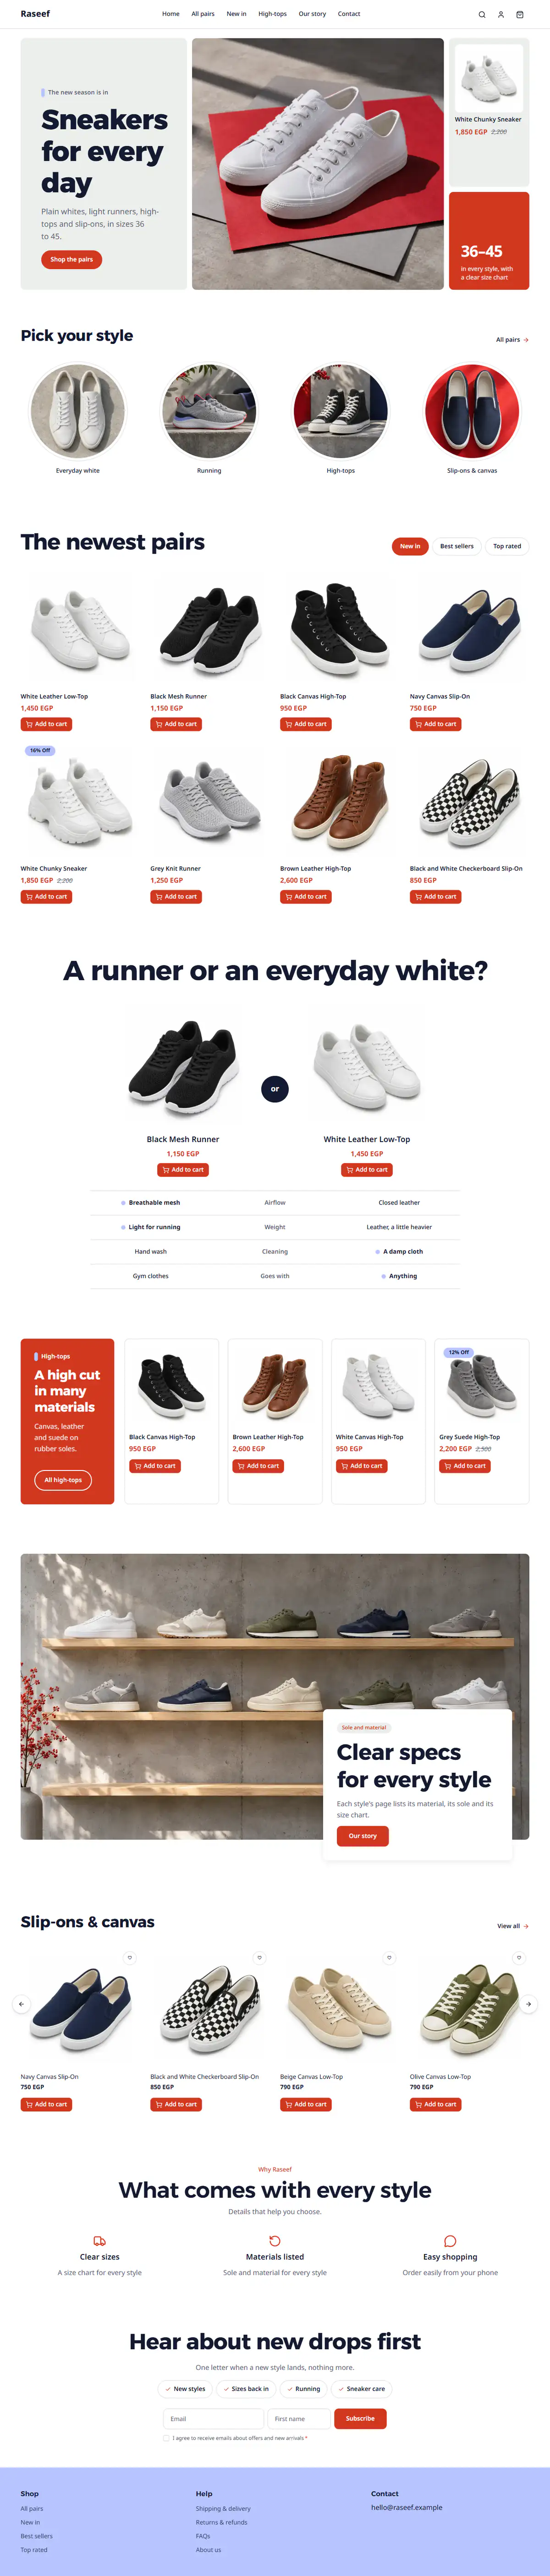 Raseef
Home
All pairs
New in
High-tops
Our story
Contact
The new season is in
Sneakers
for every
day
Plain whites, light runners, high-
tops and slip-ons, in sizes 36
to 45.
Shop the pairs
White Chunky Sneaker
1,850 EGP 2,200
36–45
in every style, with
a clear size chart
Pick your style
All pairs →
Everyday white
Running
High-tops
Slip-ons & canvas
The newest pairs
New in
Best sellers
Top rated
White Leather Low-Top
1,450 EGP
Add to cart
Black Mesh Runner
1,150 EGP
Add to cart
Black Canvas High-Top
950 EGP
Add to cart
Navy Canvas Slip-On
750 EGP
Add to cart
16% Off
White Chunky Sneaker
1,850 EGP 2,200
Add to cart
Grey Knit Runner
1,250 EGP
Add to cart
Brown Leather High-Top
2,600 EGP
Add to cart
Black and White Checkerboard Slip-On
850 EGP
Add to cart
A runner or an everyday white?
or
Black Mesh Runner
1,150 EGP
Add to cart
White Leather Low-Top
1,450 EGP
Add to cart
Breathable mesh
Airflow
Closed leather
Light for running
Weight
Leather, a little heavier
Hand wash
Cleaning
A damp cloth
Gym clothes
Goes with
Anything
High-tops
A high cut
in many
materials
Canvas, leather
and suede on
rubber soles.
All high-tops
Black Canvas High-Top
950 EGP
Add to cart
Brown Leather High-Top
2,600 EGP
Add to cart
White Canvas High-Top
950 EGP
Add to cart
12% Off
Grey Suede High-Top
2,200 EGP 2,500
Add to cart
Sole and material
Clear specs
for every style
Each style's page lists its material, its sole and its
size chart.
Our story
Slip-ons & canvas
View all →
Navy Canvas Slip-On
750 EGP
Add to cart
Black and White Checkerboard Slip-On
850 EGP
Add to cart
Beige Canvas Low-Top
790 EGP
Add to cart
Olive Canvas Low-Top
790 EGP
Add to cart
Why Raseef
What comes with every style
Details that help you choose.
Clear sizes
A size chart for every style
Materials listed
Sole and material for every style
Easy shopping
Order easily from your phone
Hear about new drops first
One letter when a new style lands, nothing more.
New styles
Sizes back in
Running
Sneaker care
Email
First name
Subscribe
I agree to receive emails about offers and new arrivals *
Shop
All pairs
New in
Best sellers
Top rated
Help
Shipping & delivery
Returns & refunds
FAQs
About us
Contact
hello@raseef.example